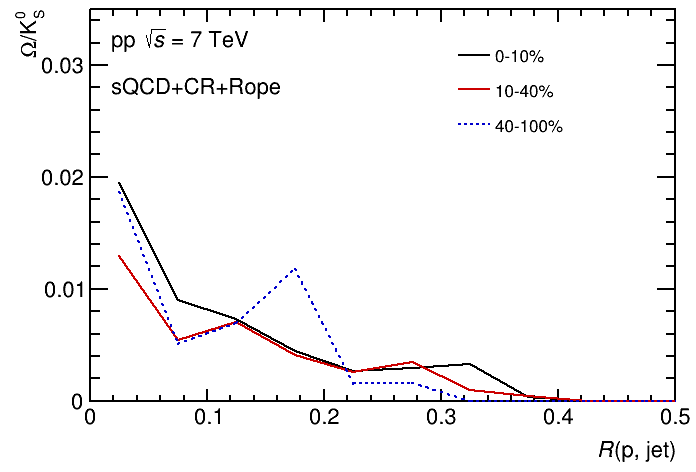 Ω/K⁰_S
pp √s = 7 TeV
sQCD+CR+Rope
0-10%
10-40%
40-100%
0.03
0.02
0.01
0
0 0.1 0.2 0.3 0.4 0.5
R(p, jet)